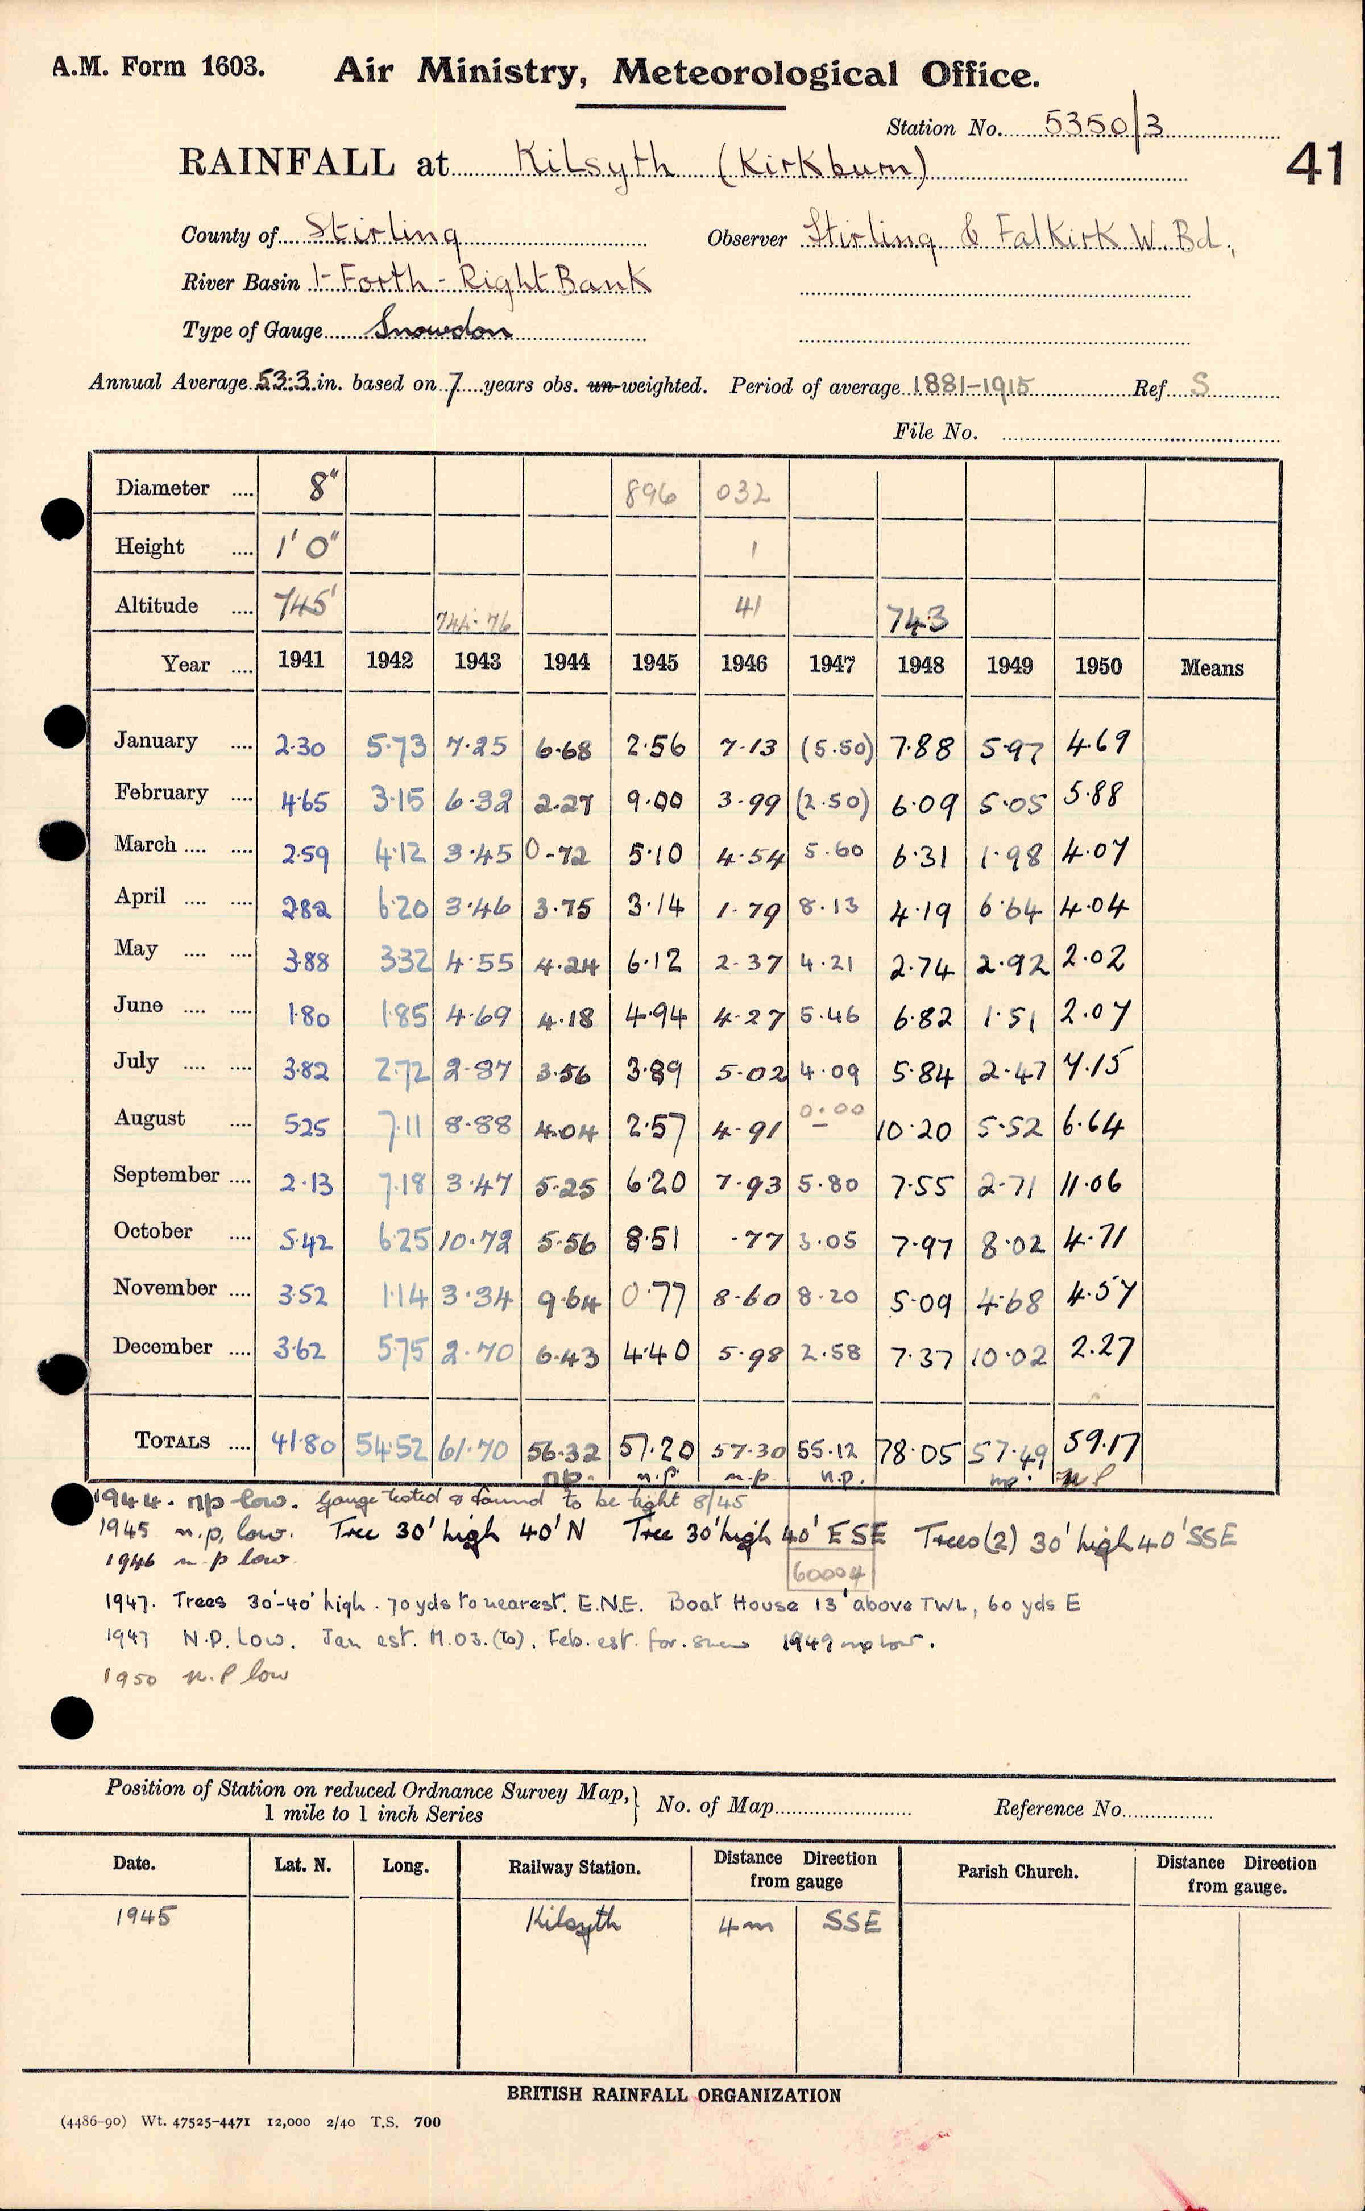 A.M. Form 1603. Air Ministry, Meteorological Office.
Station No. 5350/3
RAINFALL at Kilsyth (Kirkburn) 41
County of Stirling Observer Stirling & Falkirk W. Bd.,
River Basin 1-Forth-Right Bank
Type of Gauge Snowdon
Annual Average 53.3 in. based on 7 years obs. un-weighted. Period of average 1881-1915 Ref. S
File No.
Diameter .... 8" 896 032
Height .... 1' 0" 1
Altitude .... 745' 744.76 41 743
Year .... 1941 1942 1943 1944 1945 1946 1947 1948 1949 1950 Means
January .... 2.30 5.73 7.25 6.68 2.56 7.13 (5.50) 7.88 5.97 4.69
February .... 4.65 3.15 6.32 2.27 9.00 3.99 (2.50) 6.09 5.05 5.88
March .... .... 2.59 4.12 3.45 0.72 5.10 4.54 5.60 6.31 1.98 4.07
April .... .... 2.82 6.20 3.46 3.75 3.14 1.79 8.13 4.19 6.64 4.04
May .... .... 3.88 332 4.55 4.24 6.12 2.37 4.21 2.74 2.92 2.02
June .... .... 1.80 1.85 4.69 4.18 4.94 4.27 5.46 6.82 1.51 2.07
July .... .... 3.82 2.72 2.87 3.56 3.89 5.02 4.09 5.84 2.47 7.15
August .... 525 7.11 8.88 4.04 2.57 4.91 0.00 – 10.20 5.52 6.64
September .... 2.13 7.18 3.47 5.25 6.20 7.93 5.80 7.55 2.71 11.06
October .... 5.42 6.25 10.72 5.56 8.51 .77 3.05 7.97 8.02 4.71
November .... 3.52 1.14 3.34 9.64 0.77 8.60 8.20 5.09 4.68 4.57
December .... 3.62 5.75 2.70 6.43 4.40 5.98 2.58 7.37 10.02 2.27
TOTALS .... 41.80 54.52 61.70 56.32 57.20 57.30 55.12 78.05 57.49 59.17
n.p. n.p. n.p. n.p. n.p. n P
1944. n p low. Gauge tested & found to be tight 8/45
1945 n.p. low. Tree 30' high 40' N Tree 30' high 40' ESE Trees (2) 30' high 40' SSE
1946 n p low.
60004
1947. Trees 30'-40' high. 70 yds to nearest. E.N.E. Boat House 13' above TWL, 60 yds E
1947 N.P. Low. Jan est. M.O3.(to). Feb. est. for. snow 1949 n p low.
1950 n.P low
Position of Station on reduced Ordnance Survey Map, 1 mile to 1 inch Series } No. of Map Reference No.
Date. Lat. N. Long. Railway Station. Distance Direction from gauge Parish Church. Distance Direction from gauge.
1945 Kilsyth 4m SSE
BRITISH RAINFALL ORGANIZATION
(4486-90) Wt. 47525-4471 12,000 2/40 T.S. 700